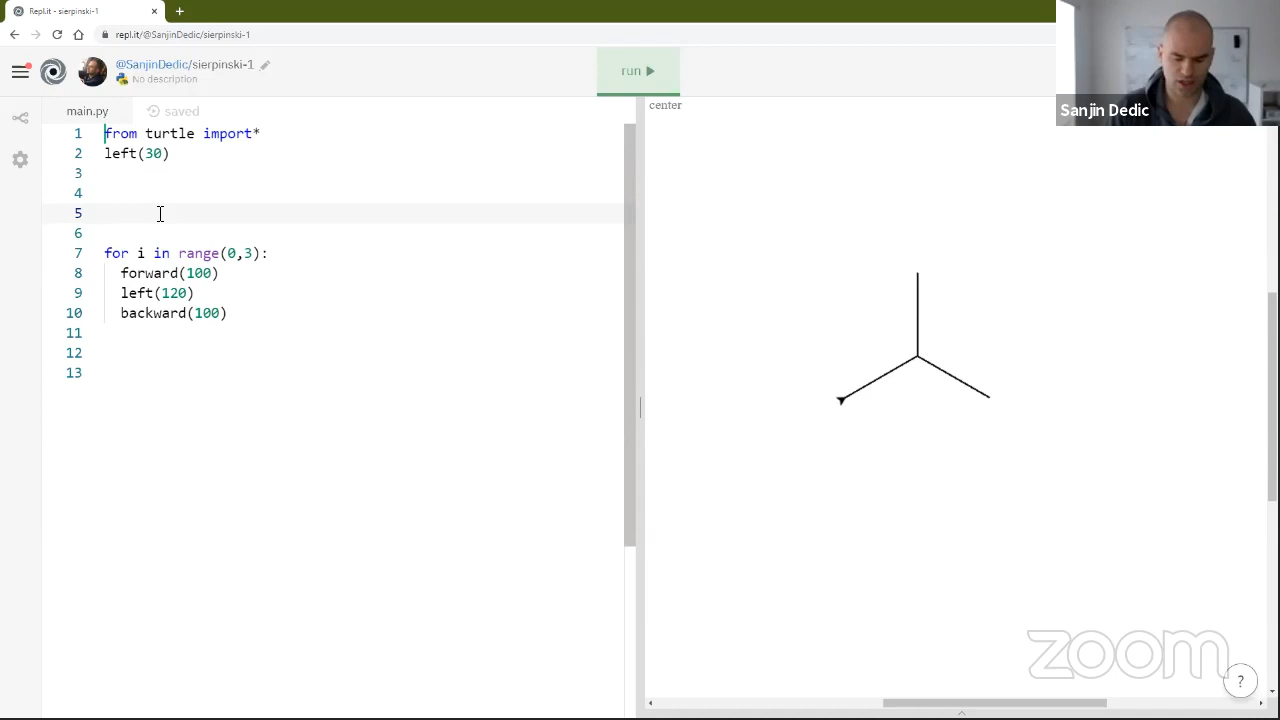 Repl.it - sierpinski-1
repl.it/@SanjinDedic/sierpinski-1
@SanjinDedic/sierpinski-1
No description
run
main.py
saved
center
Sanjin Dedic
1 from turtle import*
2 left(30)
3
4
5
6
7 for i in range(0,3):
8 forward(100)
9 left(120)
10 backward(100)
11
12
13
zoom
?